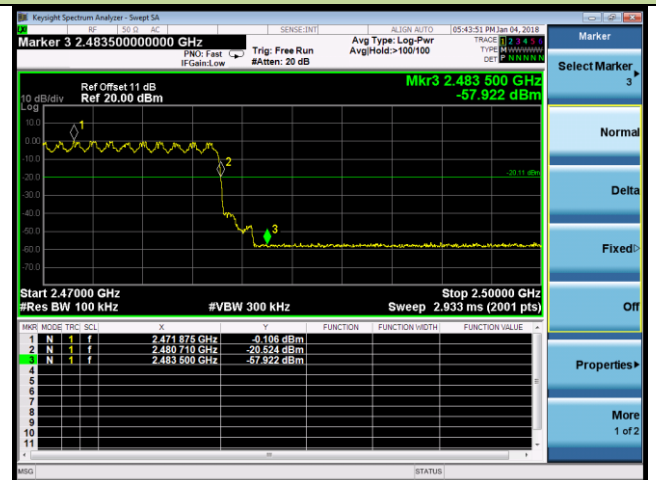 Keysight Spectrum Analyzer - Swept SA
RF 50 Ω AC SENSE:INT ALIGN AUTO 05:43:51 PM Jan 04, 2018
Marker 3 2.483500000000 GHz
PNO: Fast
IFGain:Low
Trig: Free Run
#Atten: 20 dB
Avg Type: Log-Pwr
Avg|Hold:>100/100
TRACE 1 2 3 4 5 6
TYPE M W W W W W
DET P N N N N N
Mkr3 2.483 500 GHz
-57.922 dBm
Ref Offset 11 dB
10 dB/div Ref 20.00 dBm
Log
10.0
0.00
-10.0
-20.0
-30.0
-40.0
-50.0
-60.0
-70.0
1
2
3
-20.11 dBm
Start 2.47000 GHz Stop 2.50000 GHz
#Res BW 100 kHz #VBW 300 kHz Sweep 2.933 ms (2001 pts)
MKR MODE TRC SCL X Y FUNCTION FUNCTION WIDTH FUNCTION VALUE
1 N 1 f 2.471 875 GHz -0.106 dBm
2 N 1 f 2.480 710 GHz -20.524 dBm
3 N 1 f 2.483 500 GHz -57.922 dBm
4
5
6
7
8
9
10
11
MSG STATUS
Marker
Select Marker
3
Normal
Delta
Fixed
Off
Properties
More
1 of 2